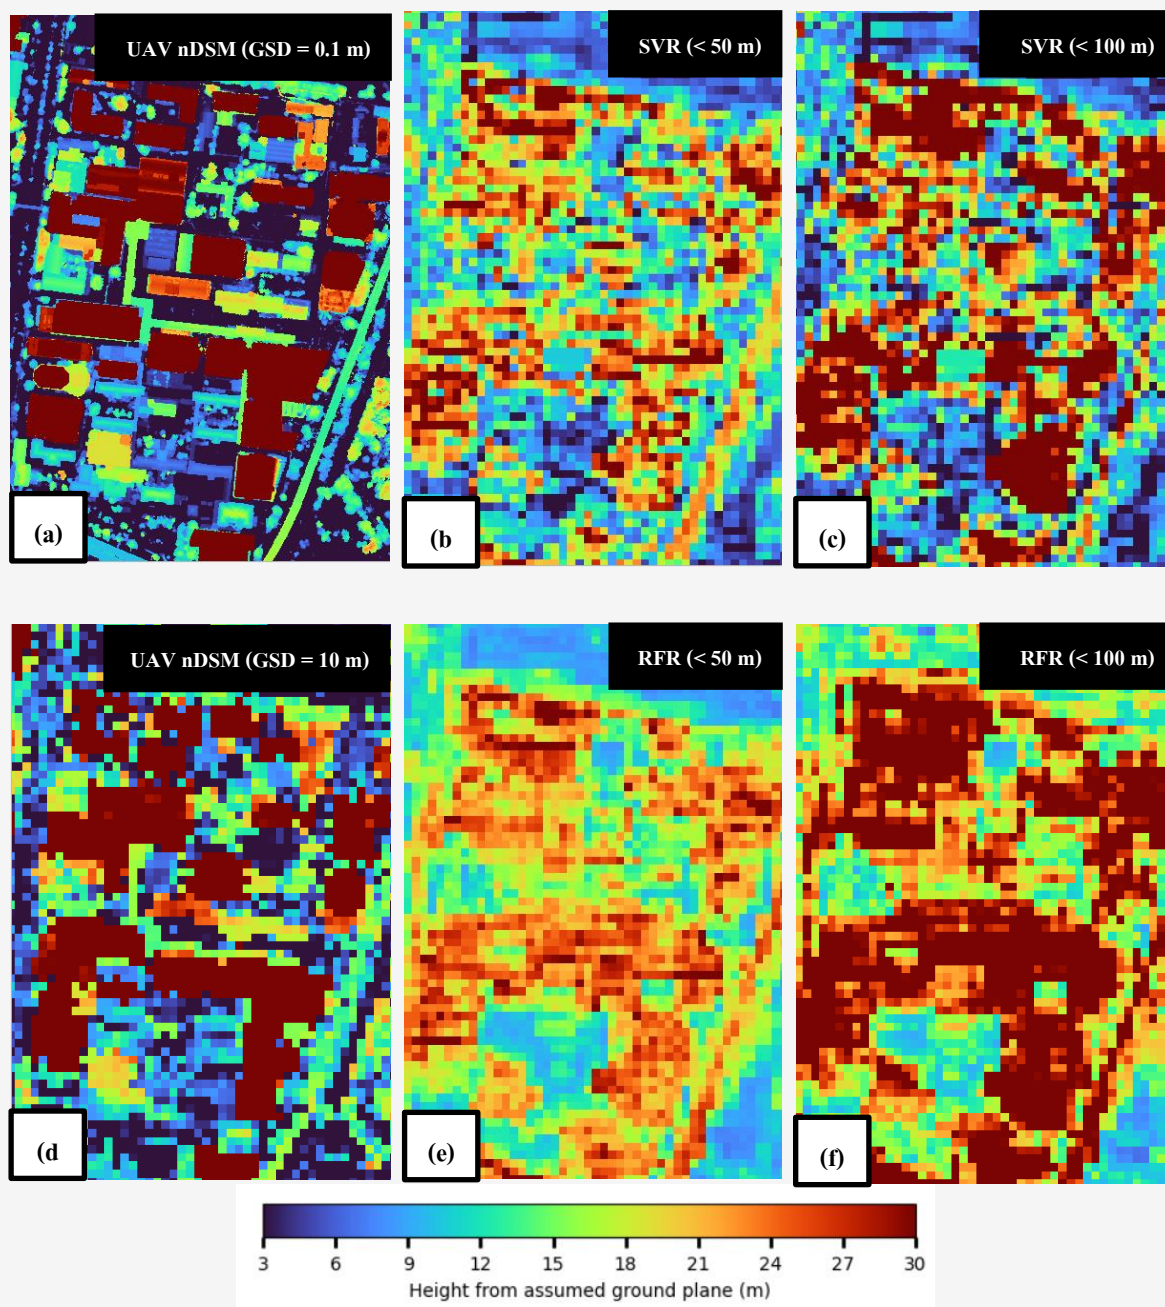 UAV nDSM (GSD = 0.1 m)
SVR (< 50 m)
SVR (< 100 m)
(a)
(b)
(c)
UAV nDSM (GSD = 10 m)
RFR (< 50 m)
RFR (< 100 m)
(d
(e)
(f)
3 6 9 12 15 18 21 24 27 30
Height from assumed ground plane (m)